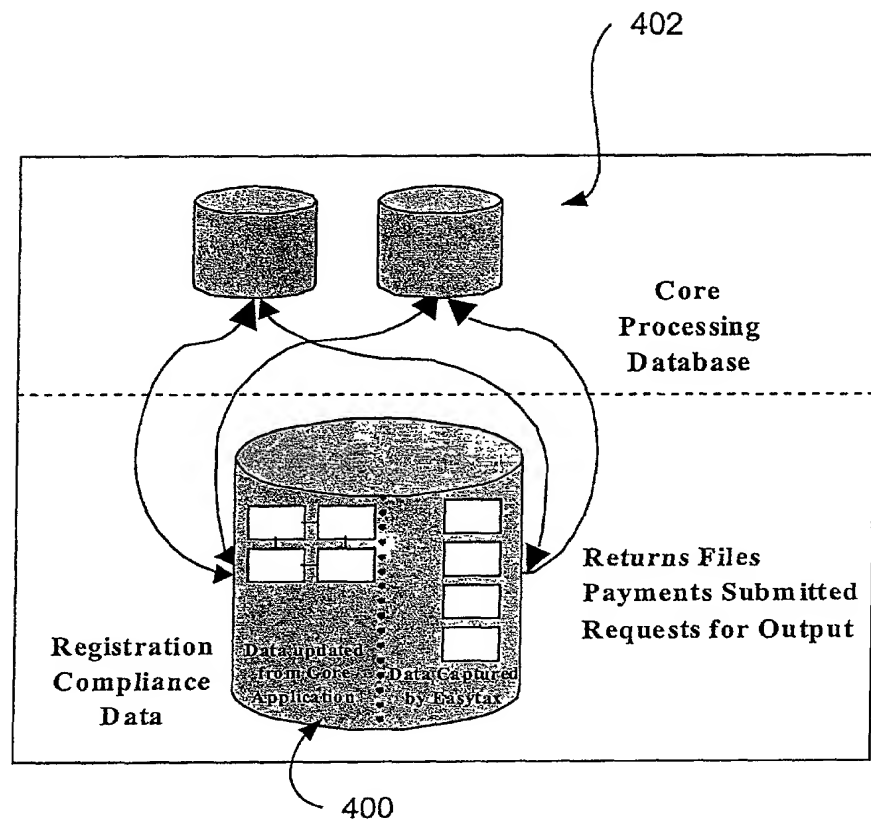 402
Core
Processing
Database
Returns Files
Payments Submitted
Requests for Output
Registration
Compliance
Data
Data updated
from Core
Application
Data Captured
by Easytax
400